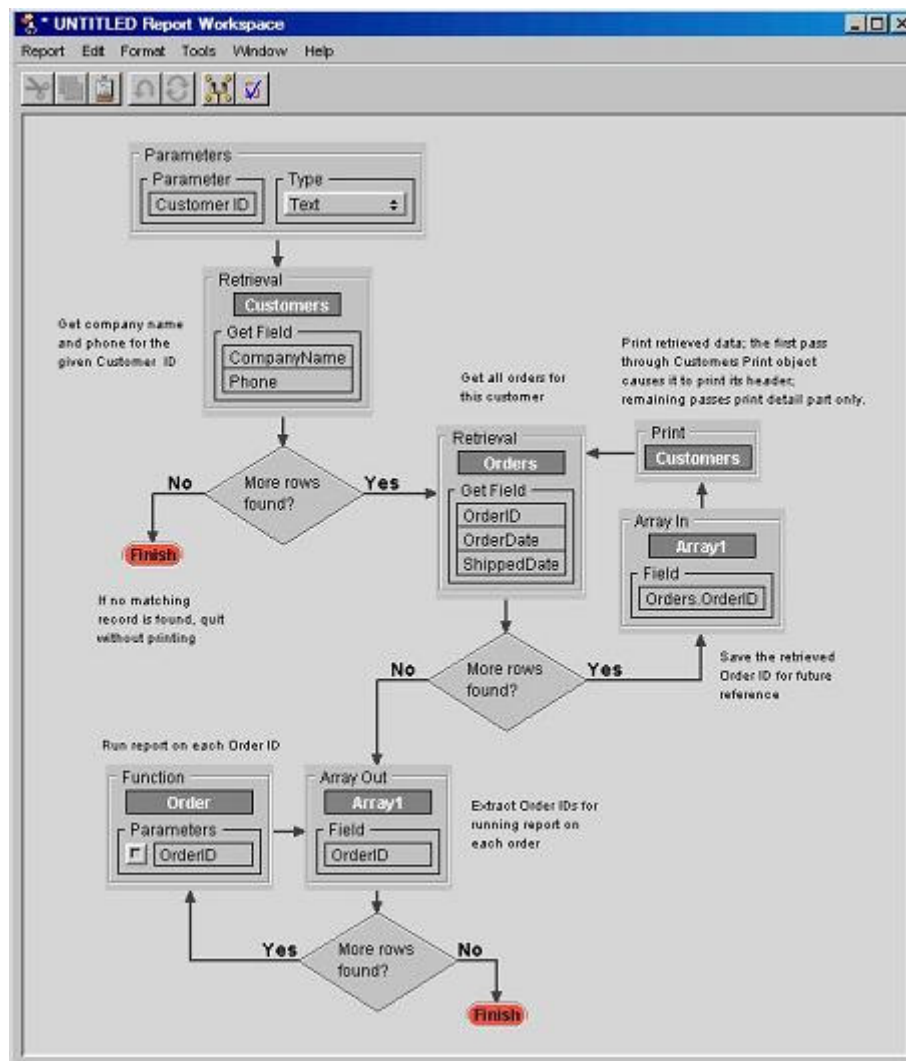 * UNTITLED Report Workspace
Report Edit Format Tools Window Help
Parameters
Parameter
Customer ID
Type
Text
Retrieval
Customers
Get Field
CompanyName
Phone
Get company name
and phone for the
given Customer ID
More rows
found?
No
Yes
Finish
If no matching
record is found, quit
without printing
Get all orders for
this customer
Retrieval
Orders
Get Field
OrderID
OrderDate
ShippedDate
Print retrieved data; the first pass
through Customers Print object
causes it to print its header;
remaining passes print detail part only.
Print
Customers
Array In
Array1
Field
Orders.OrderID
More rows
found?
No
Yes
Save the retrieved
Order ID for future
reference
Run report on each Order ID
Function
Order
Parameters
OrderID
Array Out
Array1
Field
OrderID
Extract Order IDs for
running report on
each order
More rows
found?
Yes
No
Finish